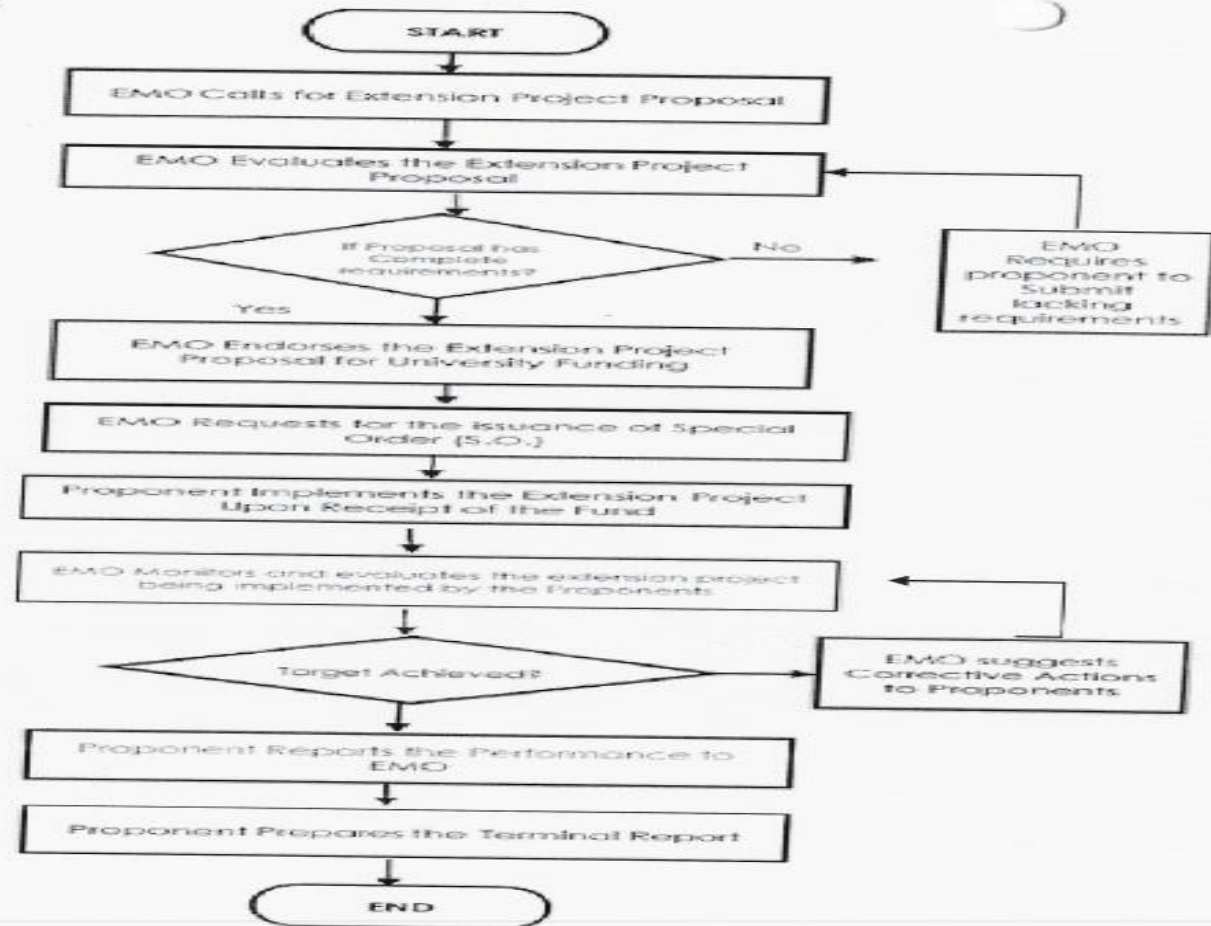 START
EMO Calls for Extension Project Proposal
EMO Evaluates the Extension Project
Proposal
If Proposal has
Complete
requirements?
No
EMO
Requires
proponent to
Submit
lacking
requirements
Yes
EMO Endorses the Extension Project
Proposal for University Funding
EMO Requests for the issuance of Special
Order (S.O.)
Proponent Implements the Extension Project
Upon Receipt of the Fund
EMO Monitors and evaluates the extension project
being implemented by the Proponents
Target Achieved?
EMO suggests
Corrective Actions
to Proponents
Proponent Reports the Performance to
EMO
Proponent Prepares the Terminal Report
END